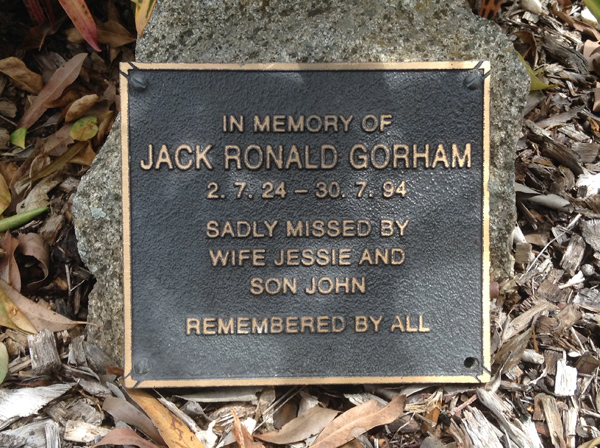 IN MEMORY OF
JACK RONALD GORHAM
2. 7. 24 – 30. 7. 94
SADLY MISSED BY
WIFE JESSIE AND
SON JOHN
REMEMBERED BY ALL